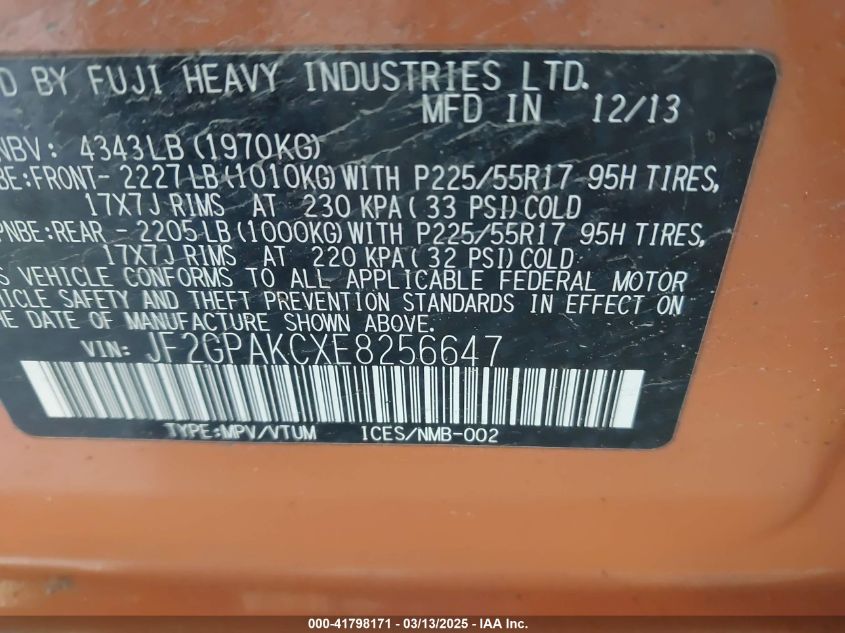 D BY FUJI HEAVY INDUSTRIES LTD.
MFD IN 12/13
NBV: 4343LB (1970KG)
BE:FRONT- 2227 LB (1010KG) WITH P225/55R17 95H TIRES,
17X7J RIMS AT 230 KPA (33 PSI) COLD
PNBE:REAR - 2205 LB (1000KG) WITH P225/55R17 95H TIRES,
17X7J RIMS AT 220 KPA (32 PSI) COLD.
S VEHICLE CONFORMS TO ALL APPLICABLE FEDERAL MOTOR
HICLE SAFETY AND THEFT PREVENTION STANDARDS IN EFFECT ON
HE DATE OF MANUFACTURE SHOWN ABOVE.
VIN: JF2GPAKCXE8256647
TYPE:MPV/VTUM ICES/NMB-002
000-41798171 - 03/13/2025 - IAA Inc.